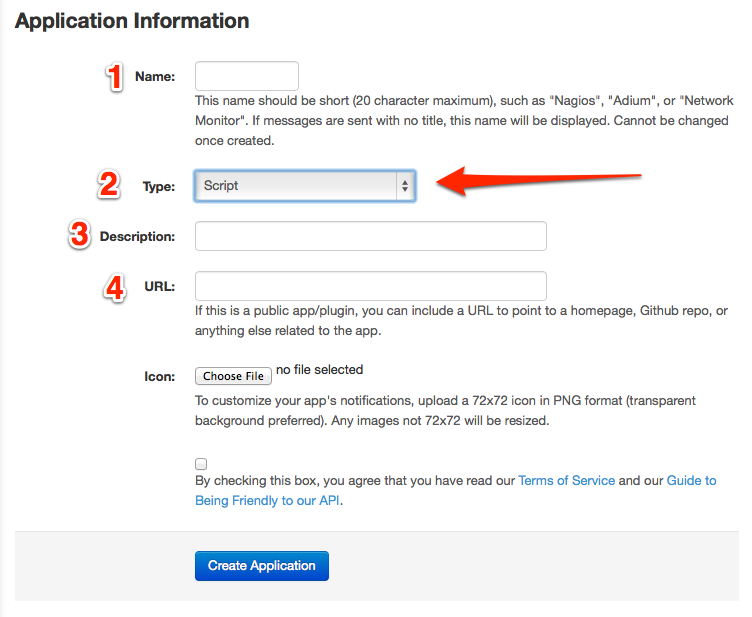 Application Information
1 Name:
This name should be short (20 character maximum), such as "Nagios", "Adium", or "Network
Monitor". If messages are sent with no title, this name will be displayed. Cannot be changed
once created.
2 Type: Script
3 Description:
4 URL:
If this is a public app/plugin, you can include a URL to point to a homepage, Github repo, or
anything else related to the app.
Icon: Choose File no file selected
To customize your app's notifications, upload a 72x72 icon in PNG format (transparent
background preferred). Any images not 72x72 will be resized.
By checking this box, you agree that you have read our Terms of Service and our Guide to
Being Friendly to our API.
Create Application